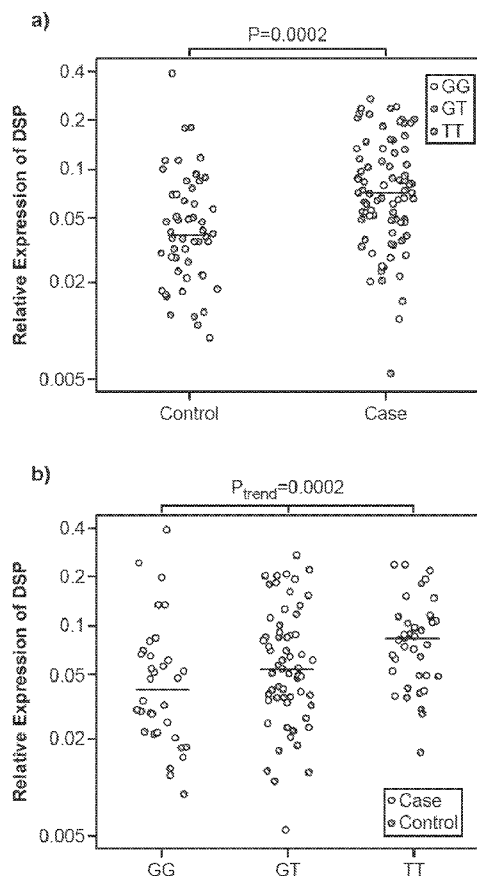 a)
P=0.0002
Relative Expression of DSP
0.4
0.2
0.1
0.05
0.02
0.005
GG
GT
TT
Control
Case
b)
Ptrend=0.0002
Relative Expression of DSP
0.4
0.2
0.1
0.05
0.02
0.005
Case
Control
GG
GT
TT